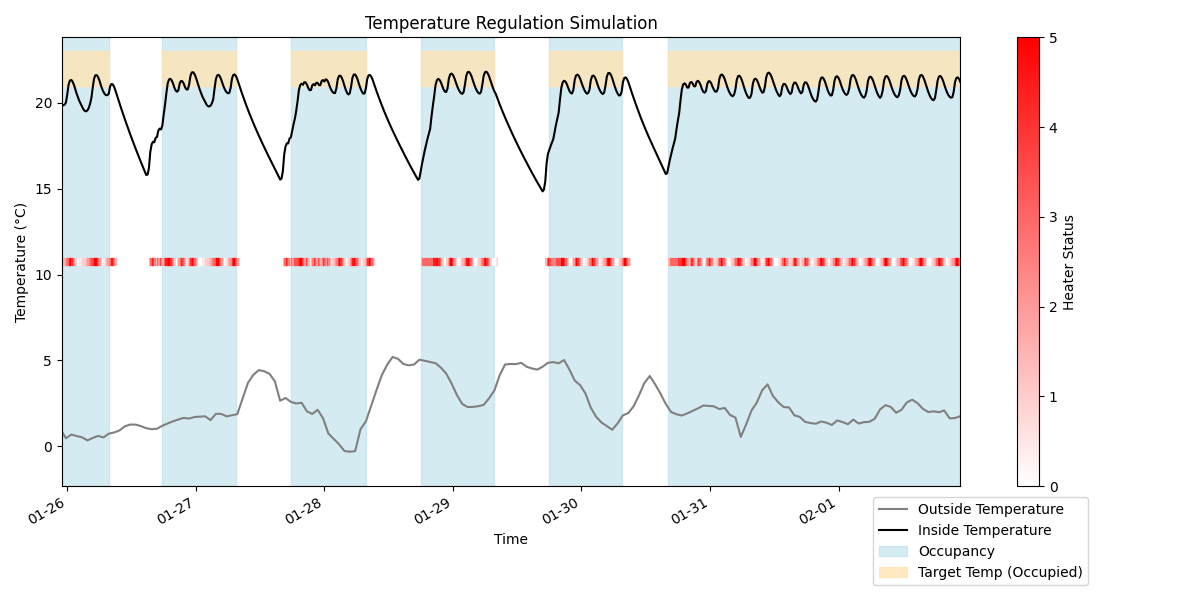 Temperature Regulation Simulation
Temperature (°C)
20
15
10
5
0
01-26
01-27
01-28
01-29
01-30
01-31
02-01
Time
5
4
3
2
1
0
Heater Status
Outside Temperature
Inside Temperature
Occupancy
Target Temp (Occupied)